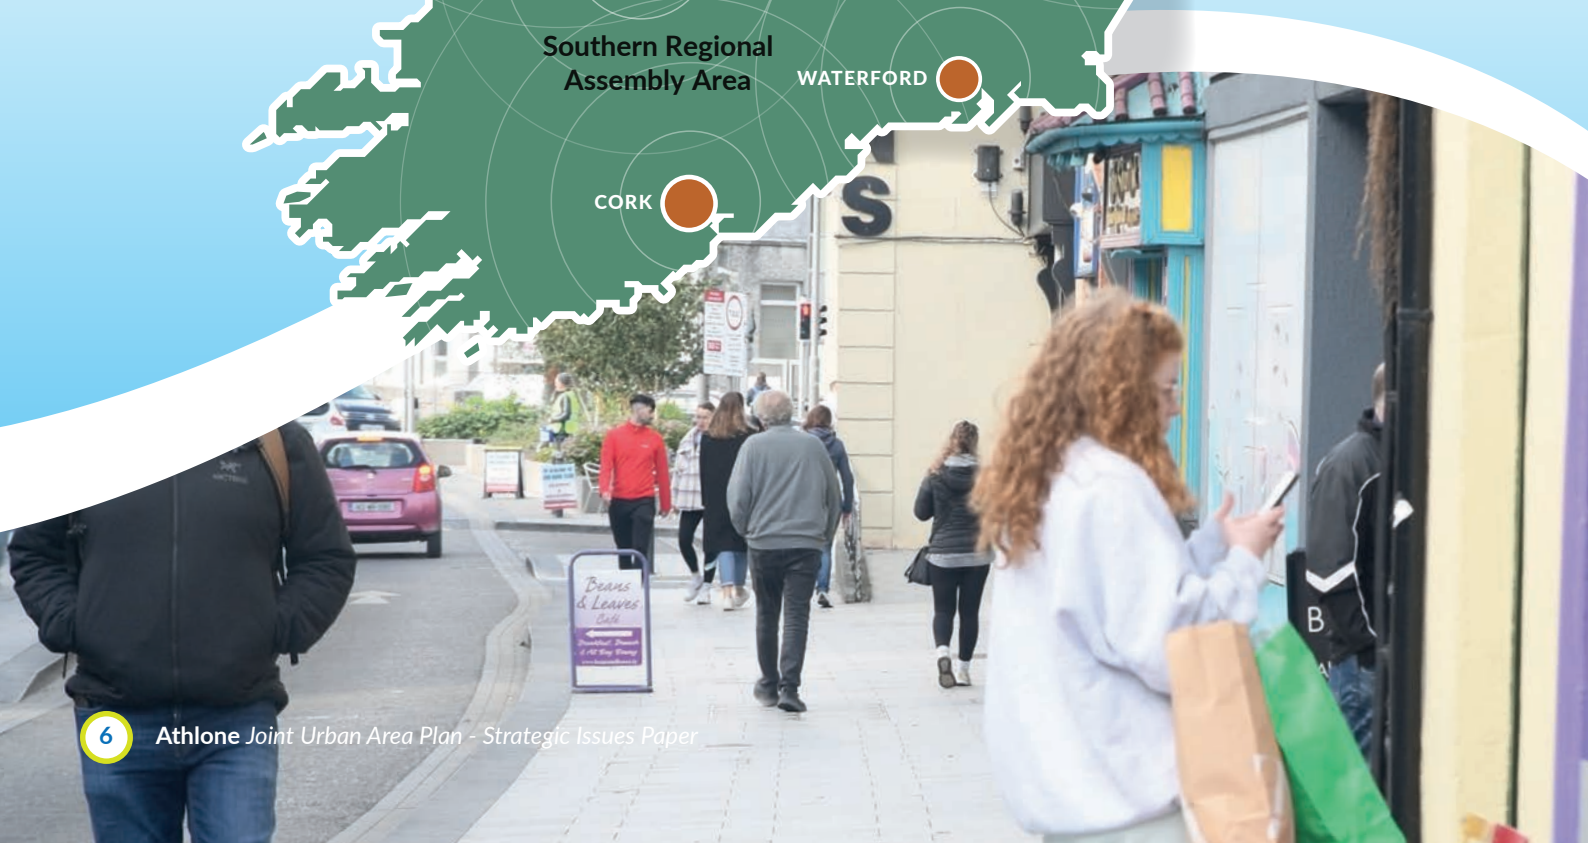 Southern Regional
Assembly Area
WATERFORD
CORK
S
Beans
& Leaves
Café
B
6
Athlone Joint Urban Area Plan - Strategic Issues Paper